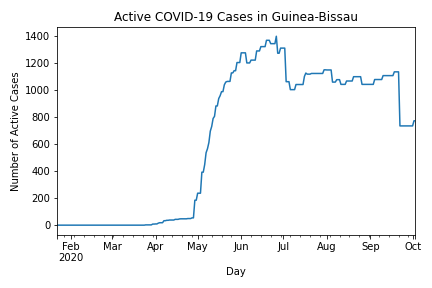 Active COVID-19 Cases in Guinea-Bissau
Number of Active Cases
1400
1200
1000
800
600
400
200
0
Feb Mar Apr May Jun Jul Aug Sep Oct
2020
Day